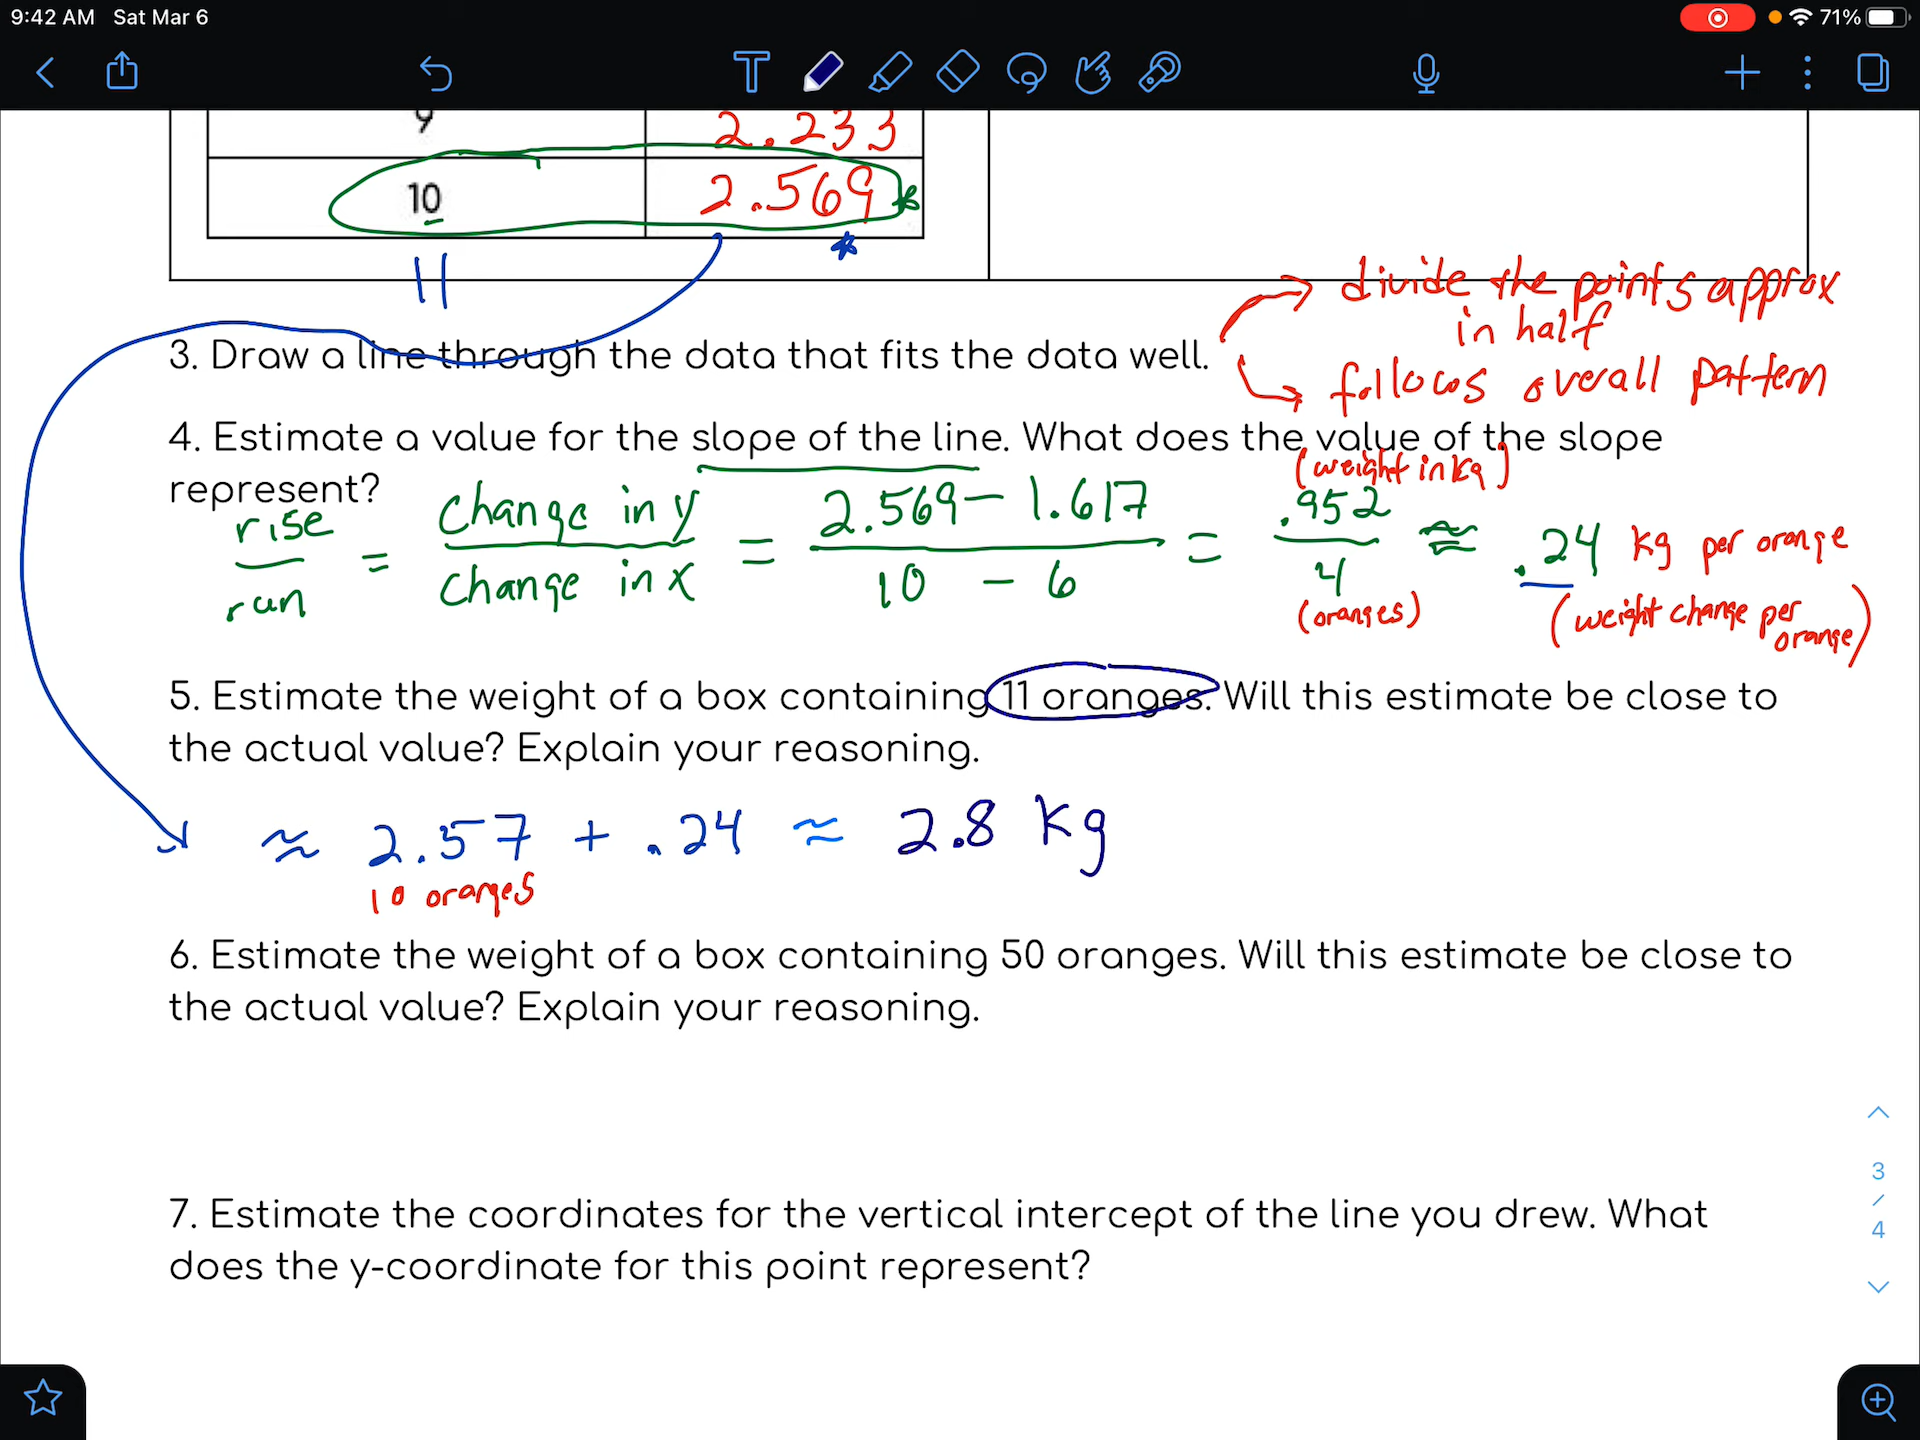 9:42 AM Sat Mar 6
71%
9 2.233
10 2.569
11
divide the points approx
in half
3. Draw a line through the data that fits the data well.
follows overall pattern
4. Estimate a value for the slope of the line. What does the value of the slope
represent?
(weight in kg)
rise
run
=
change in y
change in x
=
2.569 - 1.617
10 - 6
=
.952
4
(oranges)
≈ .24 kg per orange
(weight change per
orange)
5. Estimate the weight of a box containing 11 oranges. Will this estimate be close to
the actual value? Explain your reasoning.
≈ 2.57 + .24 ≈ 2.8 kg
10 oranges
6. Estimate the weight of a box containing 50 oranges. Will this estimate be close to
the actual value? Explain your reasoning.
3
/
4
7. Estimate the coordinates for the vertical intercept of the line you drew. What
does the y-coordinate for this point represent?